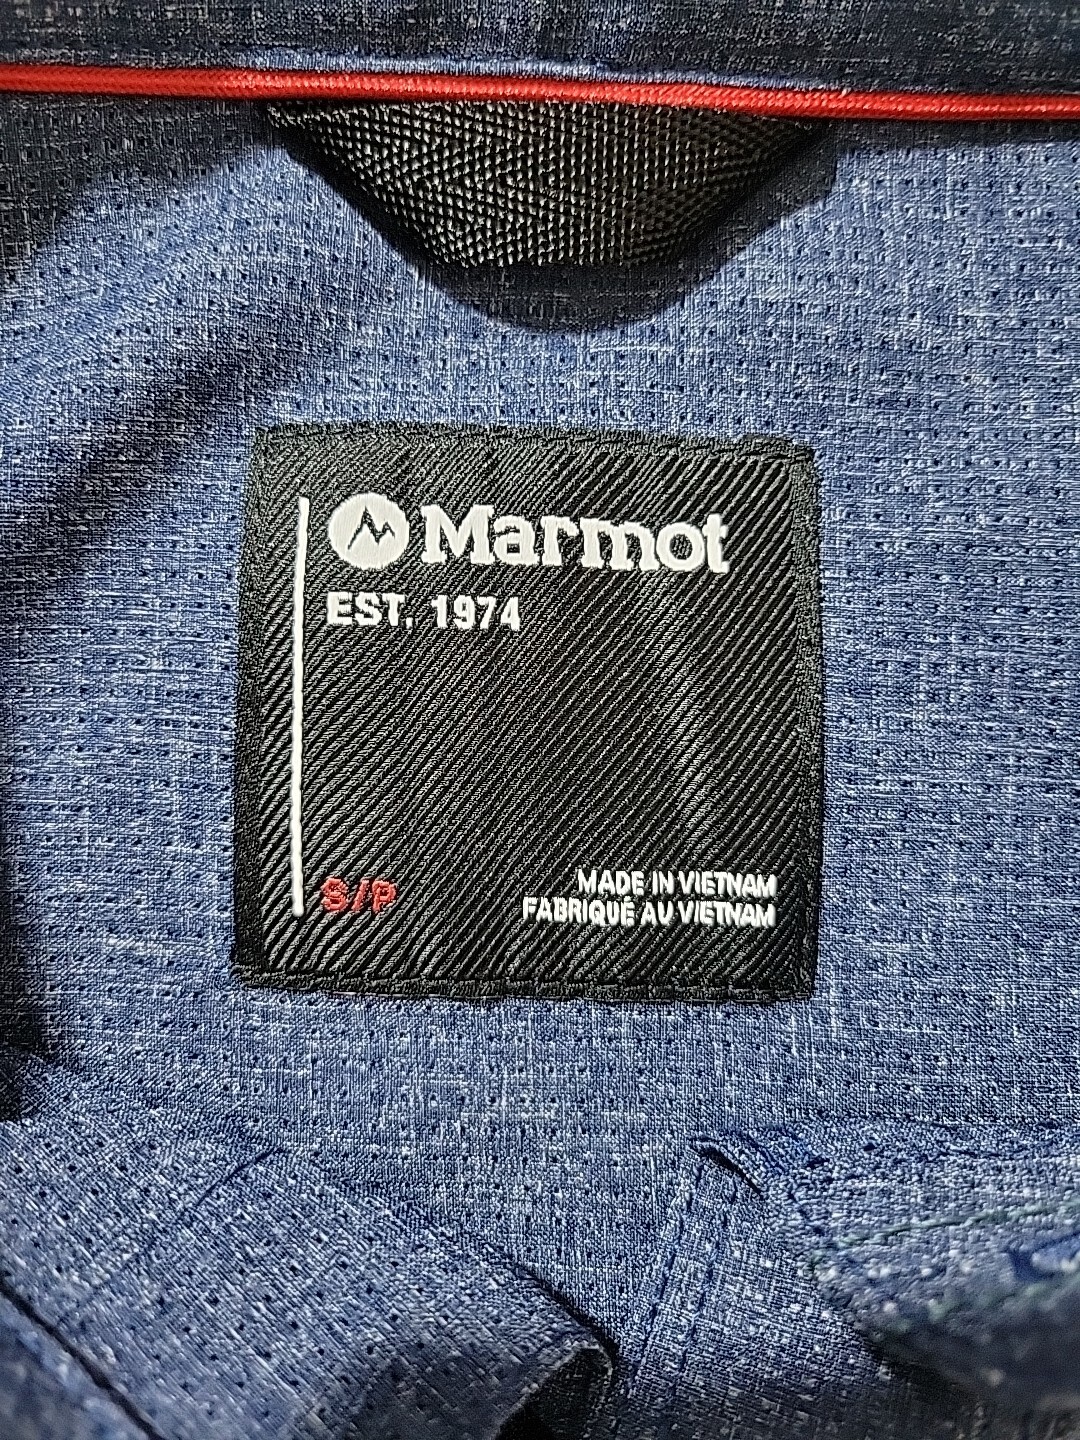 Marmot
EST. 1974
S/P
MADE IN VIETNAM
FABRIQUÉ AU VIETNAM